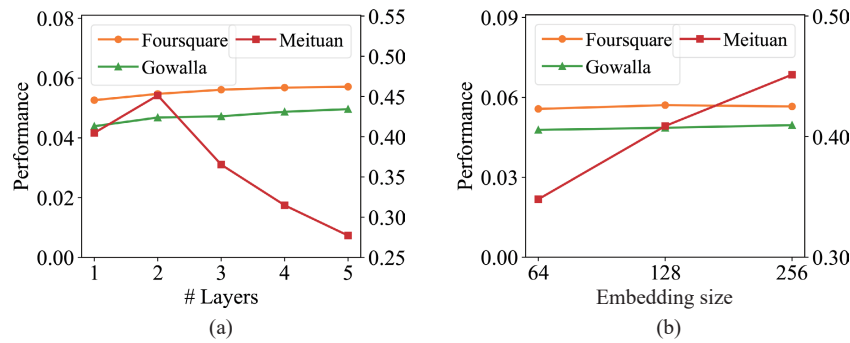 0.08
0.06
0.04
0.02
0.00
Performance
Foursquare
Gowalla
Meituan
0.55
0.50
0.45
0.40
0.35
0.30
0.25
1 2 3 4 5
# Layers
(a)
0.09
0.06
0.03
0.00
Performance
Foursquare
Gowalla
Meituan
0.50
0.40
0.30
64 128 256
Embedding size
(b)